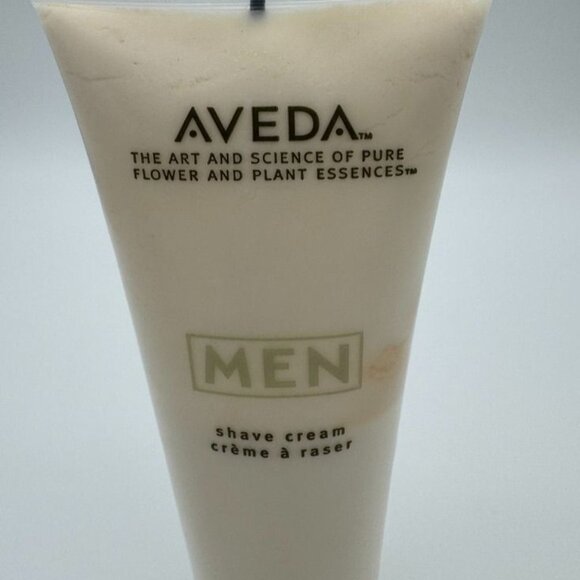 AVEDA™
THE ART AND SCIENCE OF PURE
FLOWER AND PLANT ESSENCES™
MEN
shave cream
crème à raser